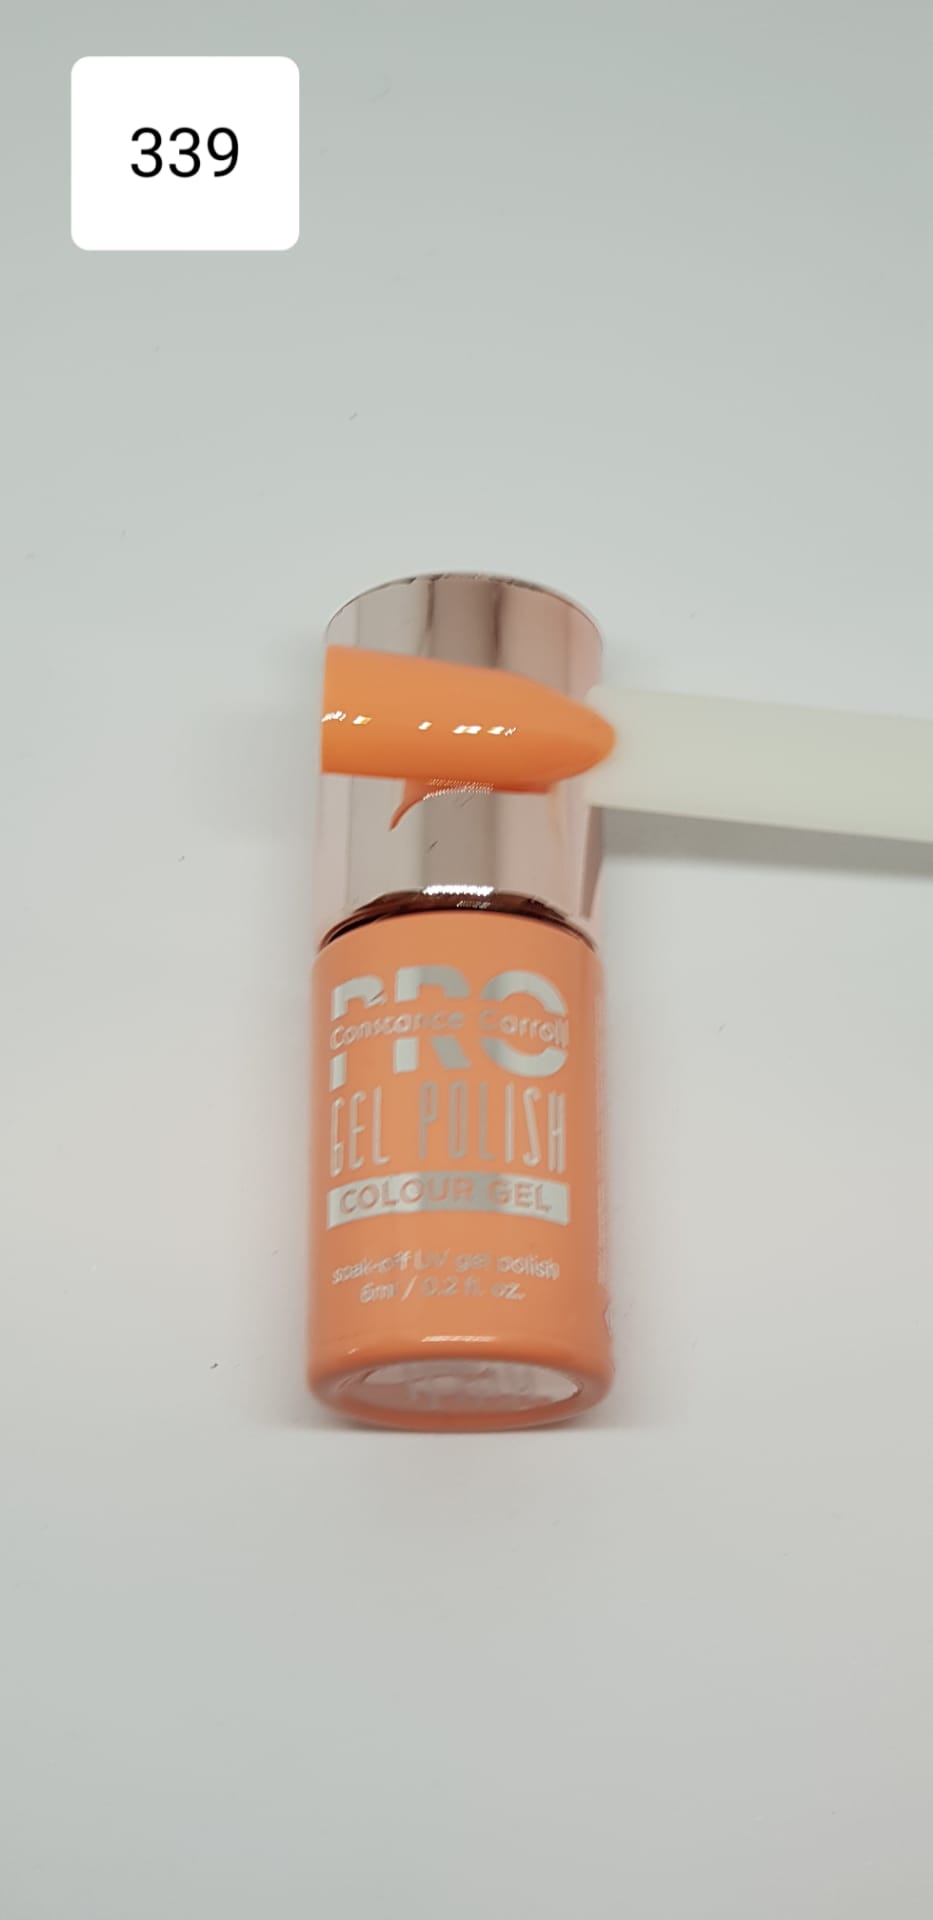 339
PRO
Constance Carroll
GEL POLISH
COLOUR GEL
soak-off UV gel polish
6ml / 0.2 fl. oz.